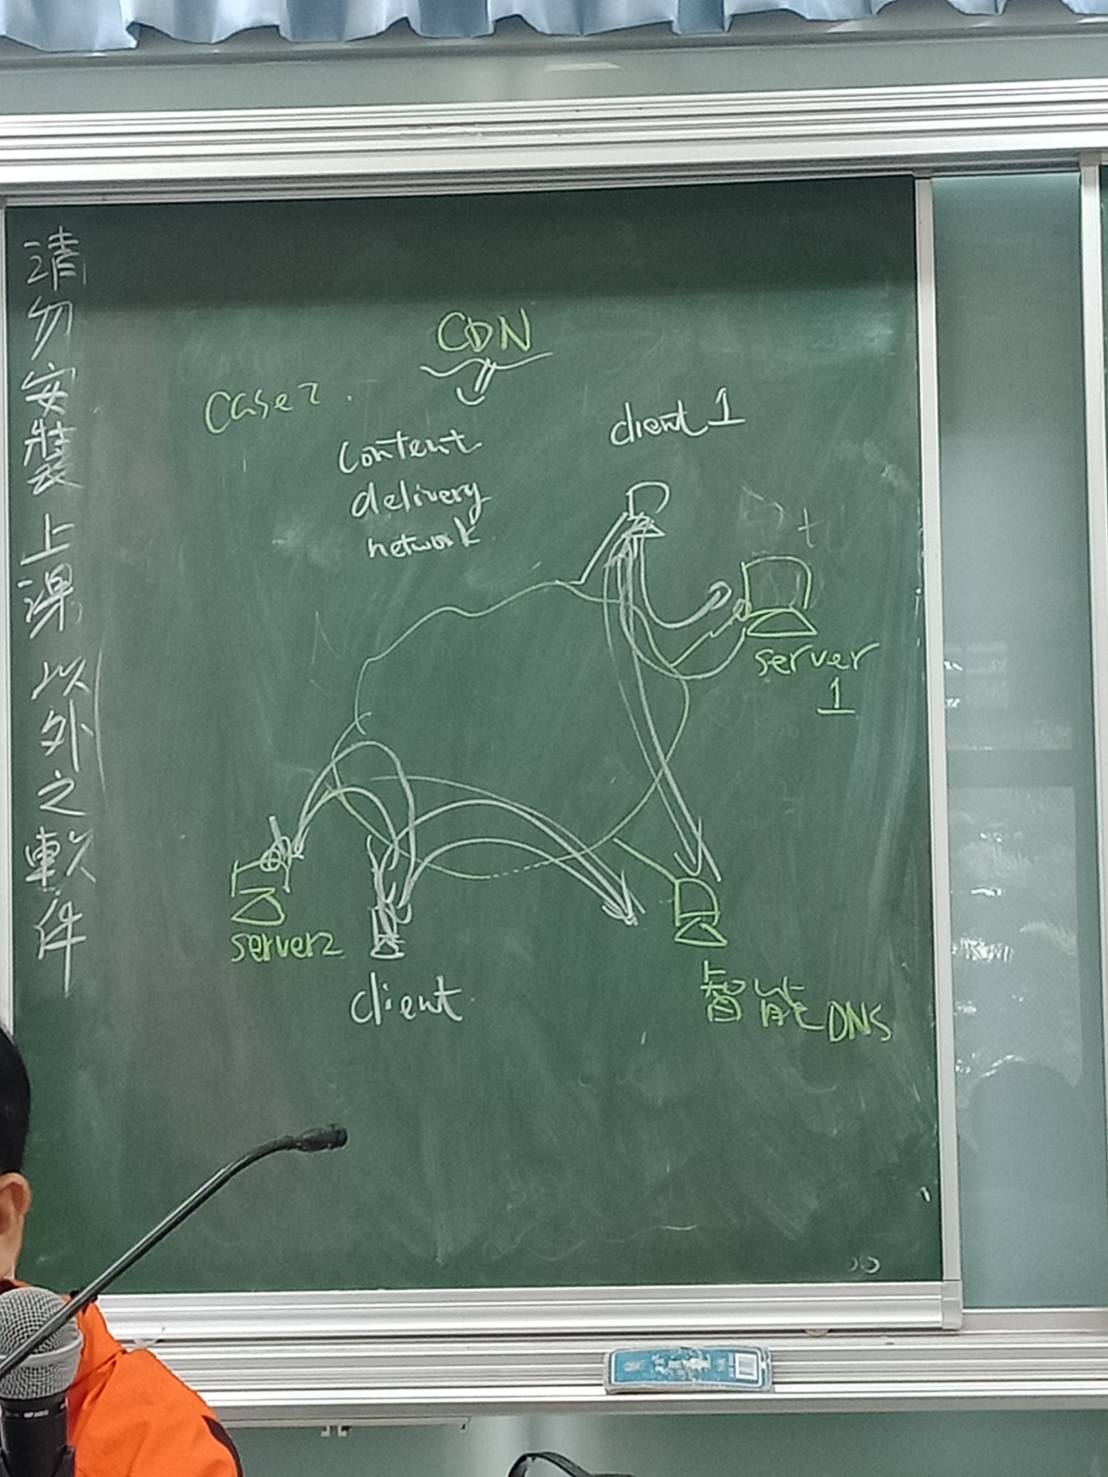 請勿安裝上課以外之軟件
CDN
Case2.
Content
delivery
network
client 1
server
1
server2
client
智能DNS